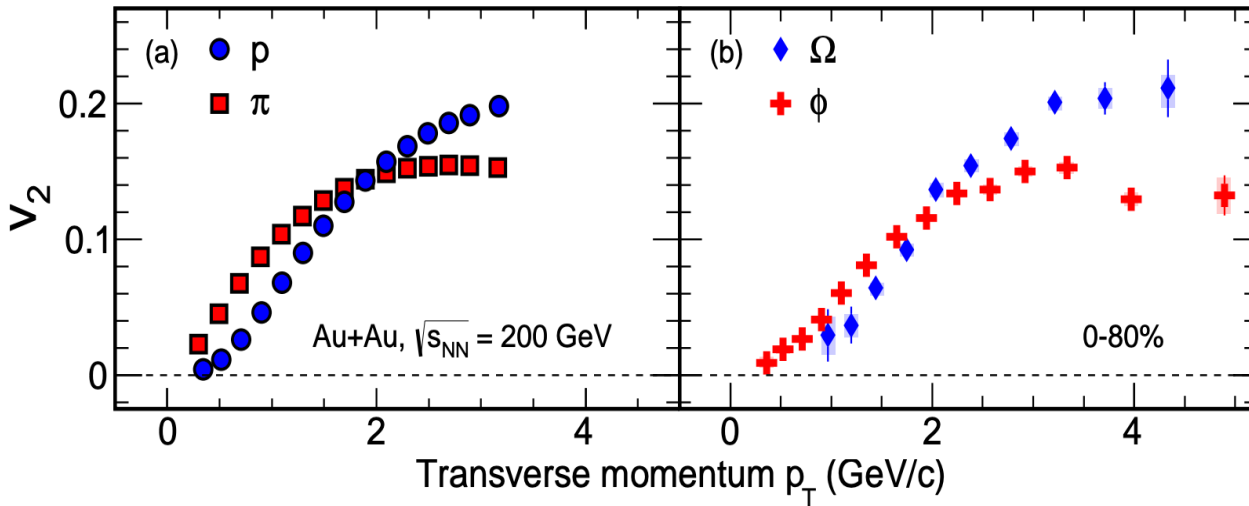 (a) p
π
(b) Ω
ϕ
v2
0.2
0.1
0
Au+Au, √sNN = 200 GeV
0-80%
0 2 4
0 2 4
Transverse momentum pT (GeV/c)